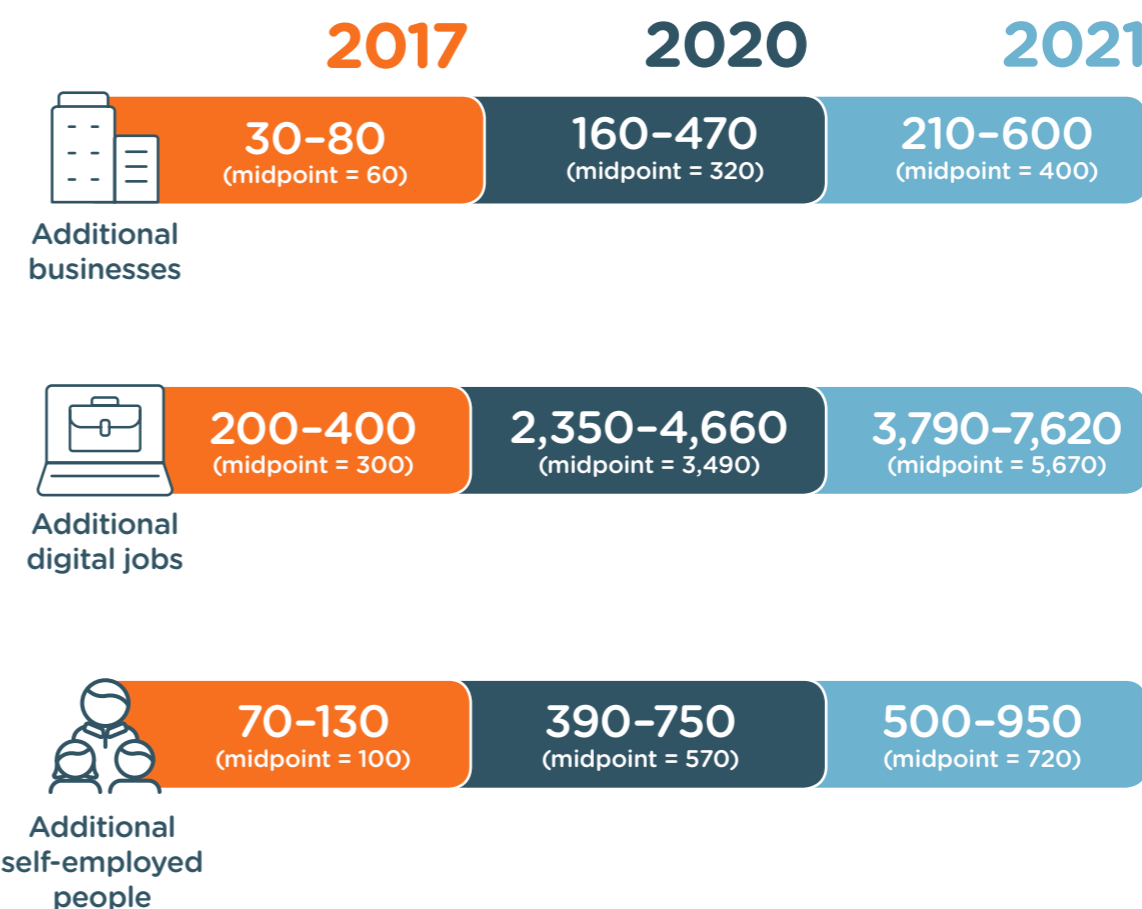 2017 2020 2021
30–80 160–470 210–600
(midpoint = 60) (midpoint = 320) (midpoint = 400)
Additional
businesses
200–400 2,350–4,660 3,790–7,620
(midpoint = 300) (midpoint = 3,490) (midpoint = 5,670)
Additional
digital jobs
70–130 390–750 500–950
(midpoint = 100) (midpoint = 570) (midpoint = 720)
Additional
self-employed
people